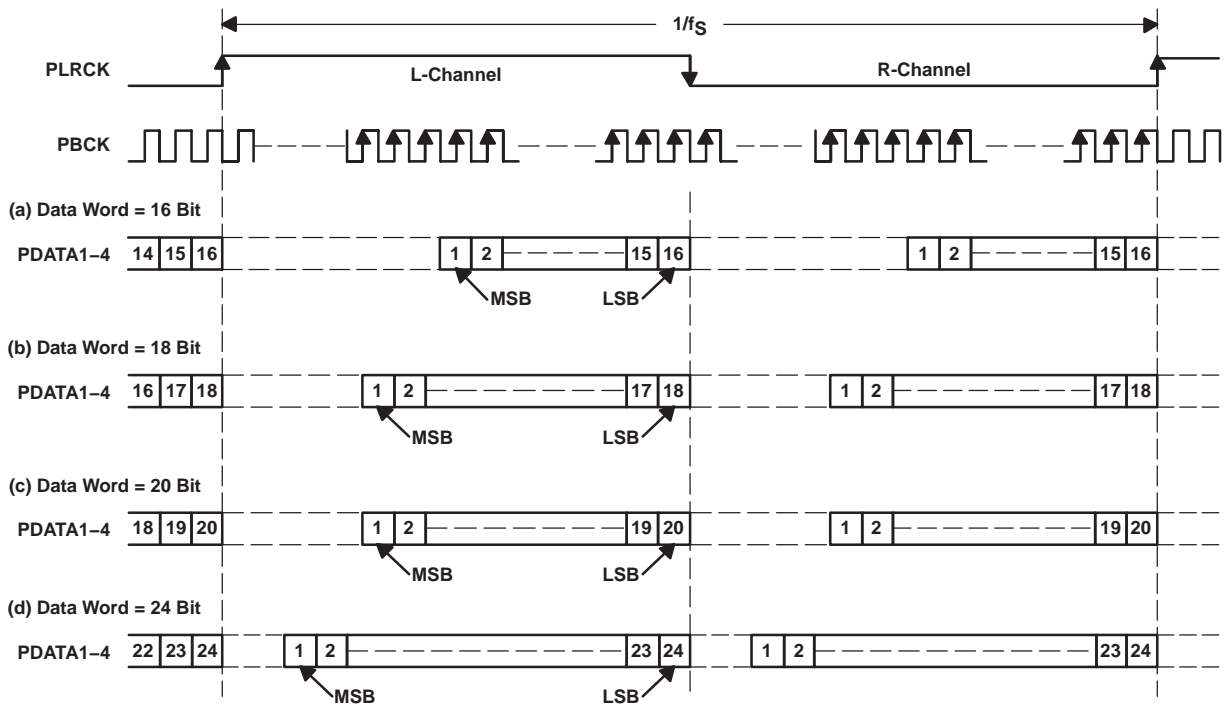 1/fS
PLRCK L-Channel R-Channel
PBCK
(a) Data Word = 16 Bit
PDATA1–4 14 15 16 1 2 15 16 1 2 15 16
MSB LSB
(b) Data Word = 18 Bit
PDATA1–4 16 17 18 1 2 17 18 1 2 17 18
MSB LSB
(c) Data Word = 20 Bit
PDATA1–4 18 19 20 1 2 19 20 1 2 19 20
MSB LSB
(d) Data Word = 24 Bit
PDATA1–4 22 23 24 1 2 23 24 1 2 23 24
MSB LSB